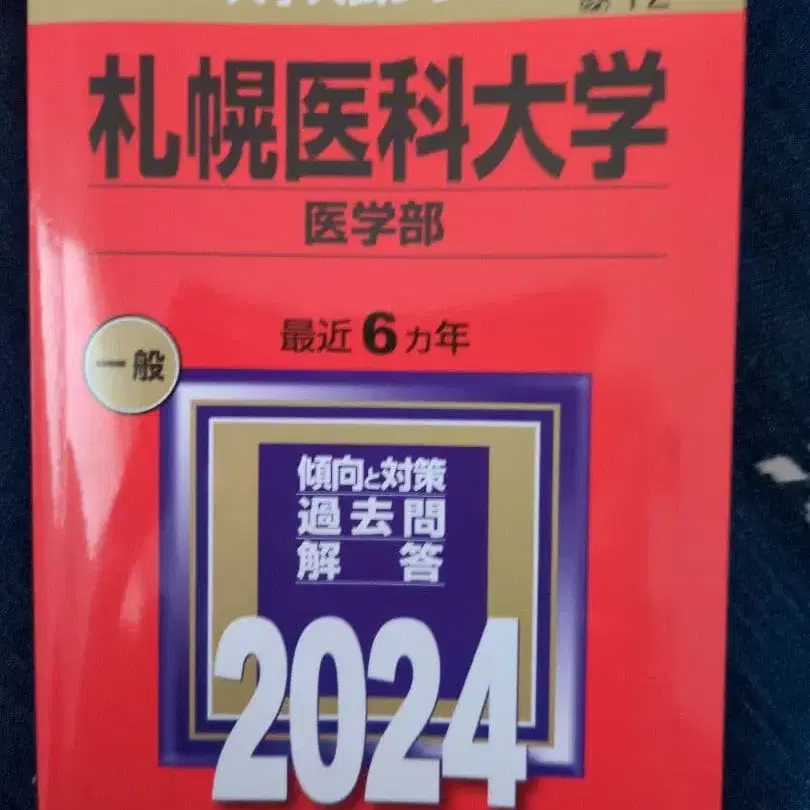 札幌医科大学
医学部
最近6ヵ年
一般
傾向と対策
過去問
解答
2024